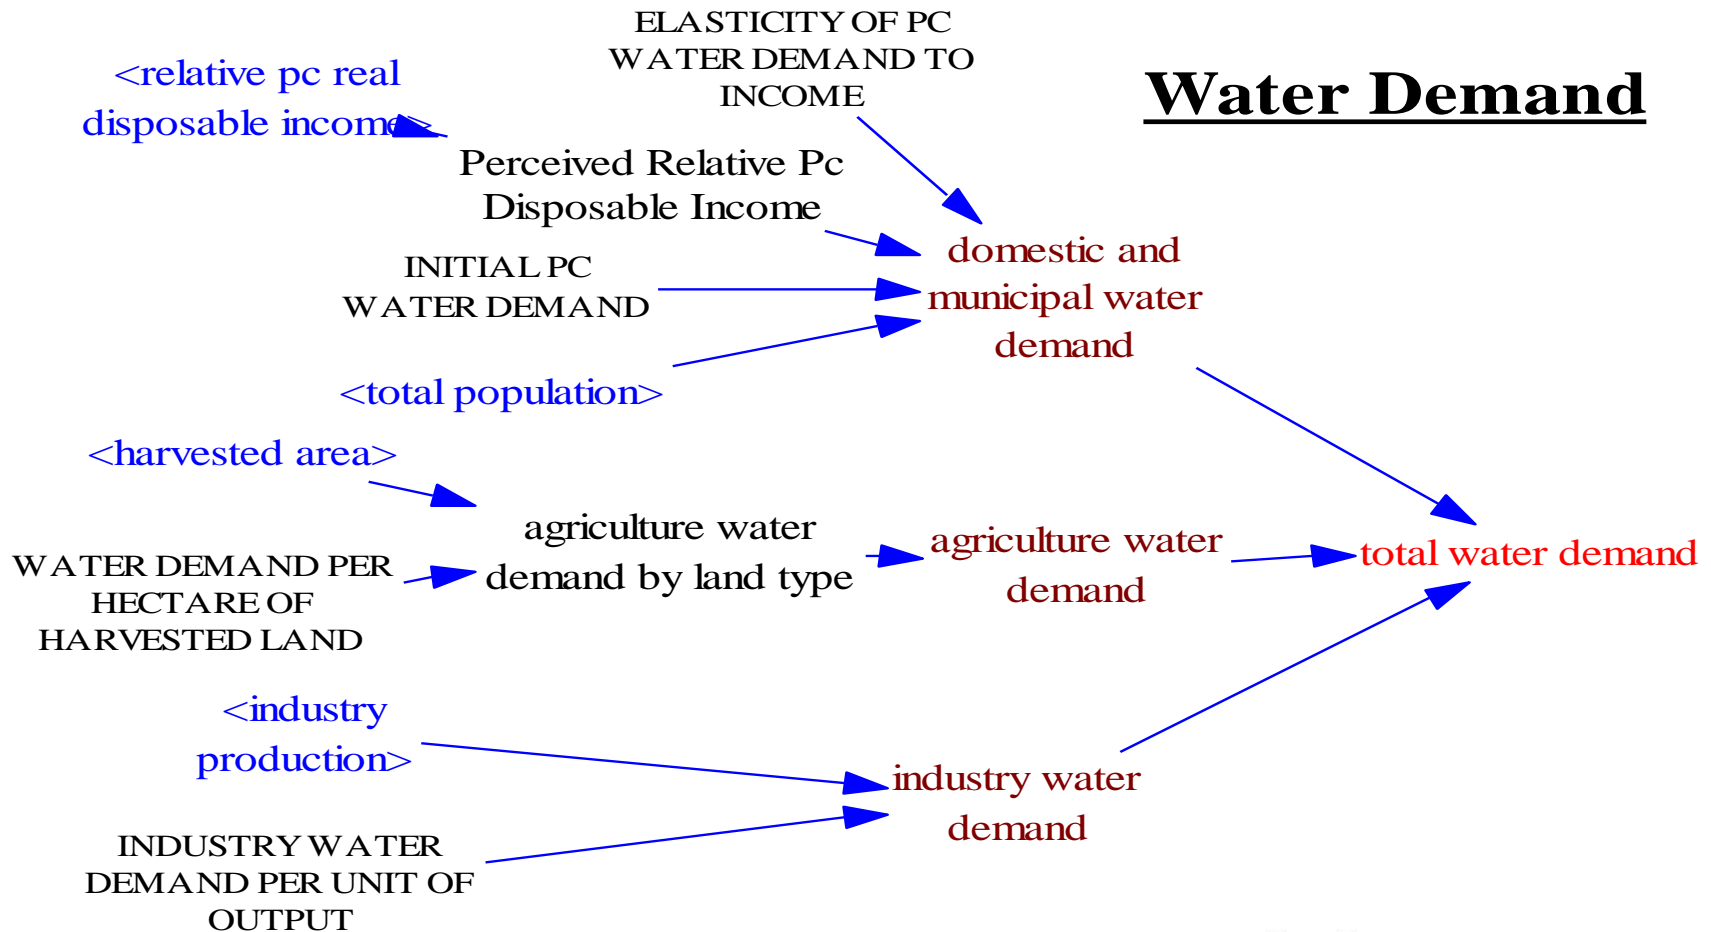 ELASTICITY OF PC
WATER DEMAND TO
INCOME
Water Demand
<relative pc real
disposable income>
Perceived Relative Pc
Disposable Income
INITIAL PC
WATER DEMAND
<total population>
domestic and
municipal water
demand
<harvested area>
WATER DEMAND PER
HECTARE OF
HARVESTED LAND
agriculture water
demand by land type
agriculture water
demand
total water demand
<industry
production>
INDUSTRY WATER
DEMAND PER UNIT OF
OUTPUT
industry water
demand